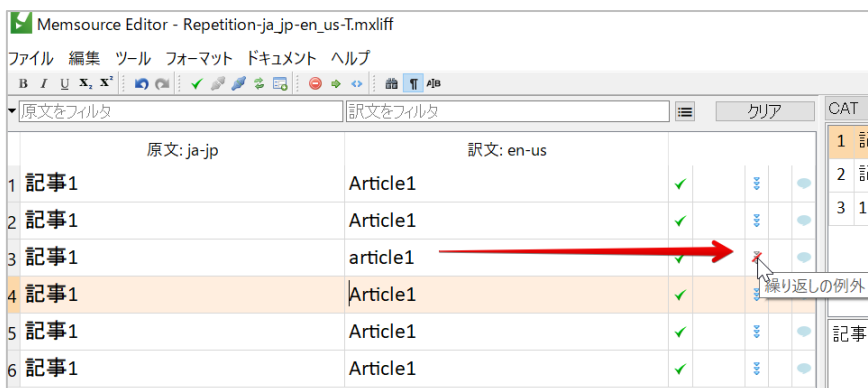 Memsource Editor - Repetition-ja_jp-en_us-T.mxliff
ファイル 編集 ツール フォーマット ドキュメント ヘルプ
B I U X₂ X² ¶ A|B
原文をフィルタ 訳文をフィルタ クリア CAT
原文: ja-jp 訳文: en-us
1 記事1 Article1
2 記事1 Article1
3 記事1 article1
4 記事1 Article1
5 記事1 Article1
6 記事1 Article1
繰り返しの例外
1
2
3 1
記事